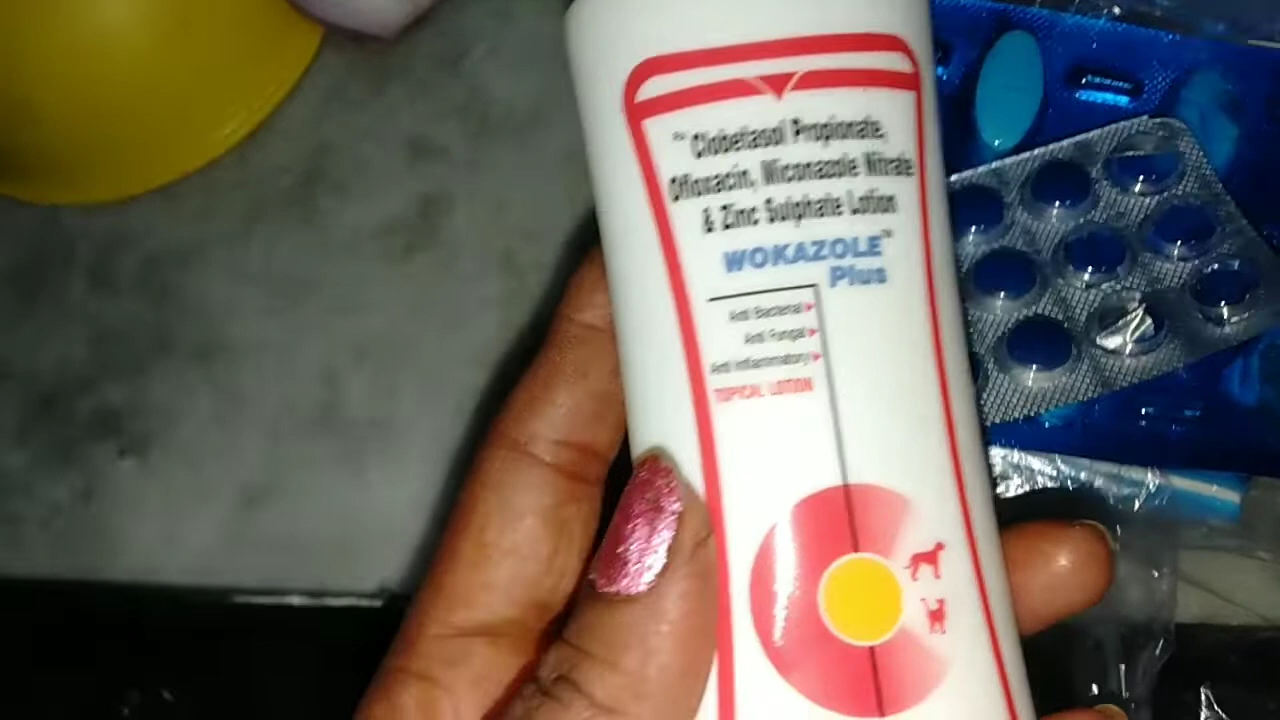 Clobetasol Propionate,
Ofloxacin, Miconazole Nitrate
& Zinc Sulphate Lotion
WOKAZOLE™
Plus
Anti Bacterial
Anti Fungal
Anti Inflammatory
TOPICAL LOTION